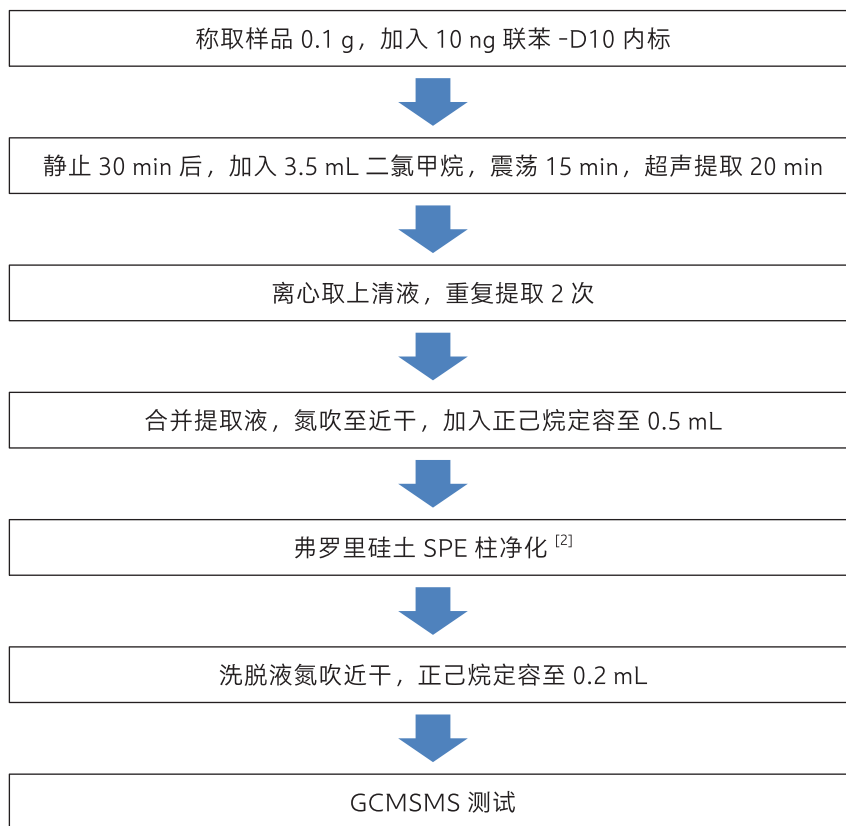 称取样品 0.1 g，加入 10 ng 联苯 -D10 内标
静止 30 min 后，加入 3.5 mL 二氯甲烷，震荡 15 min，超声提取 20 min
离心取上清液，重复提取 2 次
合并提取液，氮吹至近干，加入正己烷定容至 0.5 mL
弗罗里硅土 SPE 柱净化 [2]
洗脱液氮吹近干，正己烷定容至 0.2 mL
GCMSMS 测试